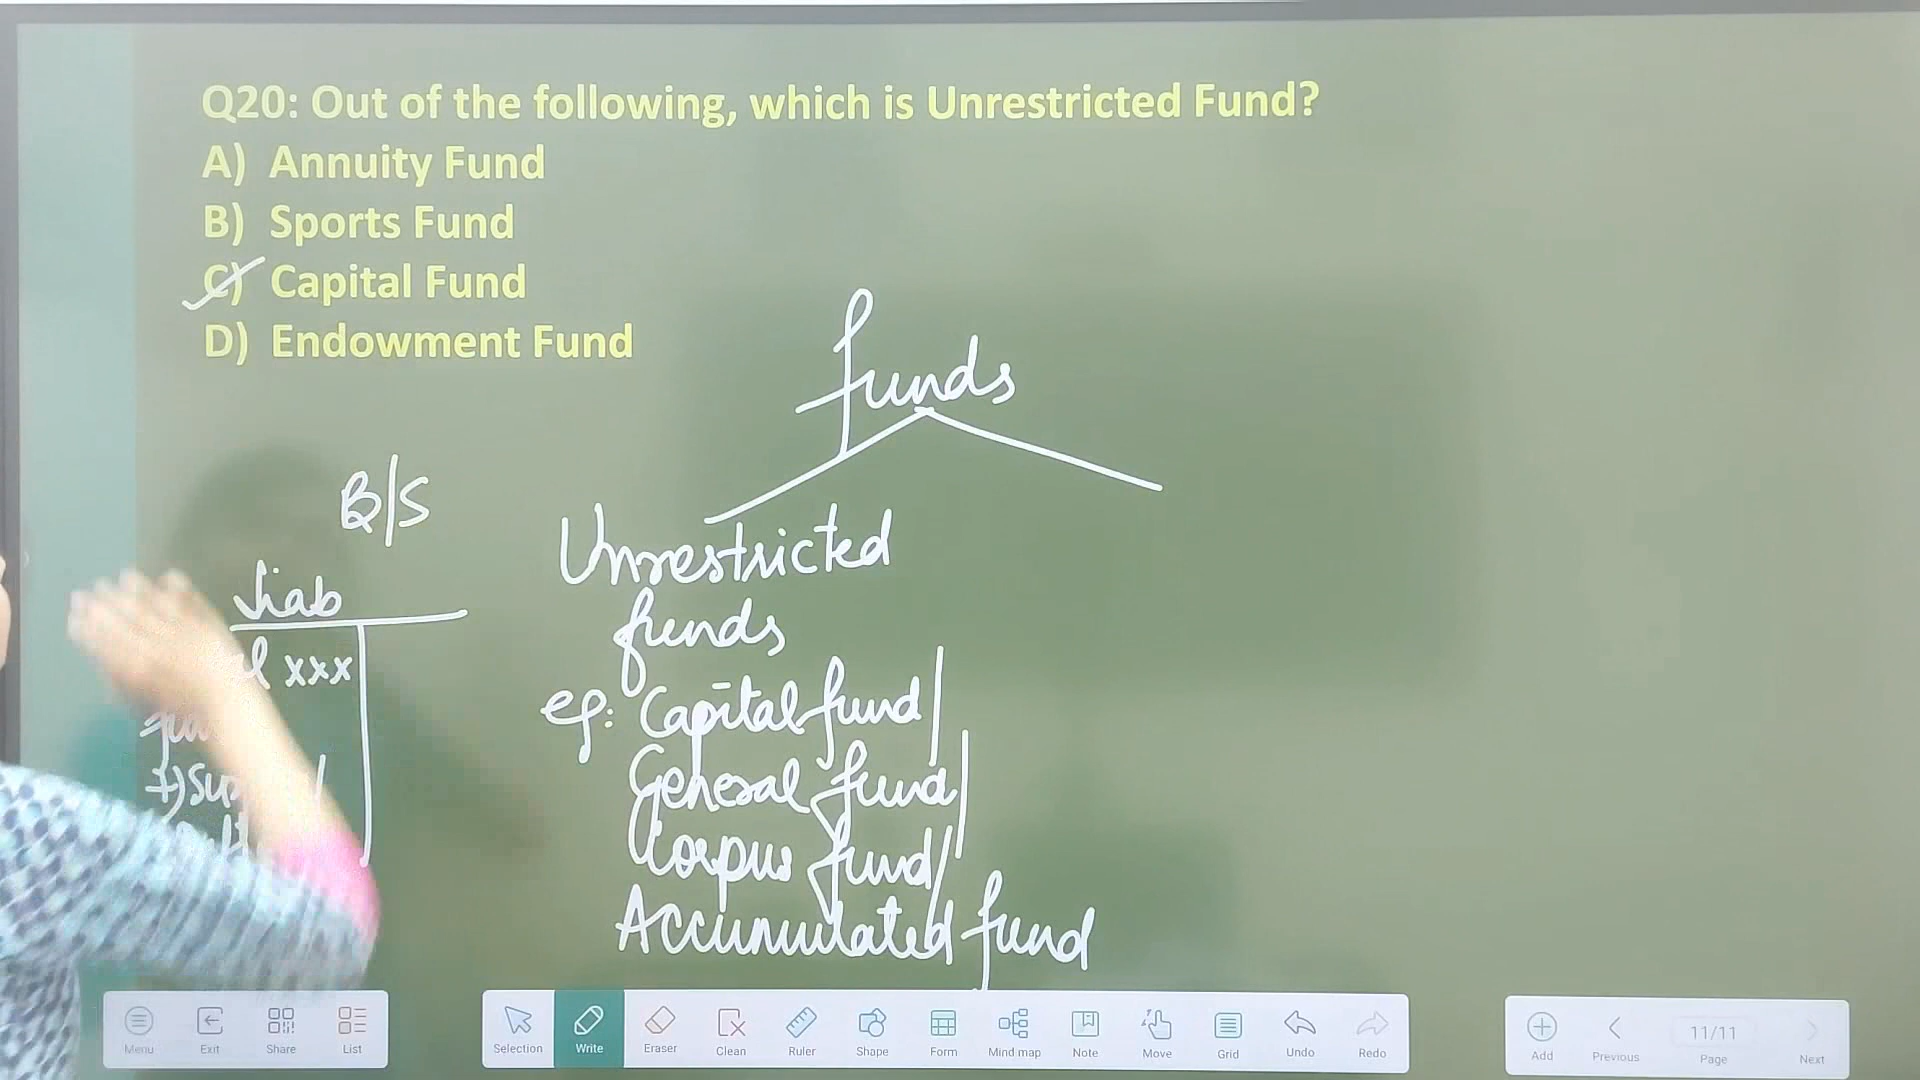 Q20: Out of the following, which is Unrestricted Fund?
A) Annuity Fund
B) Sports Fund
C) Capital Fund
D) Endowment Fund
funds
B/S
Liab
xxx
Unrestricted
funds
eg: Capital fund/
General fund/
Corpus fund/
Accumulated fund
Menu
Exit
Share
List
Selection
Write
Eraser
Clean
Ruler
Shape
Form
Mind map
Note
Move
Grid
Undo
Redo
Add
Previous
11/11
Page
Next